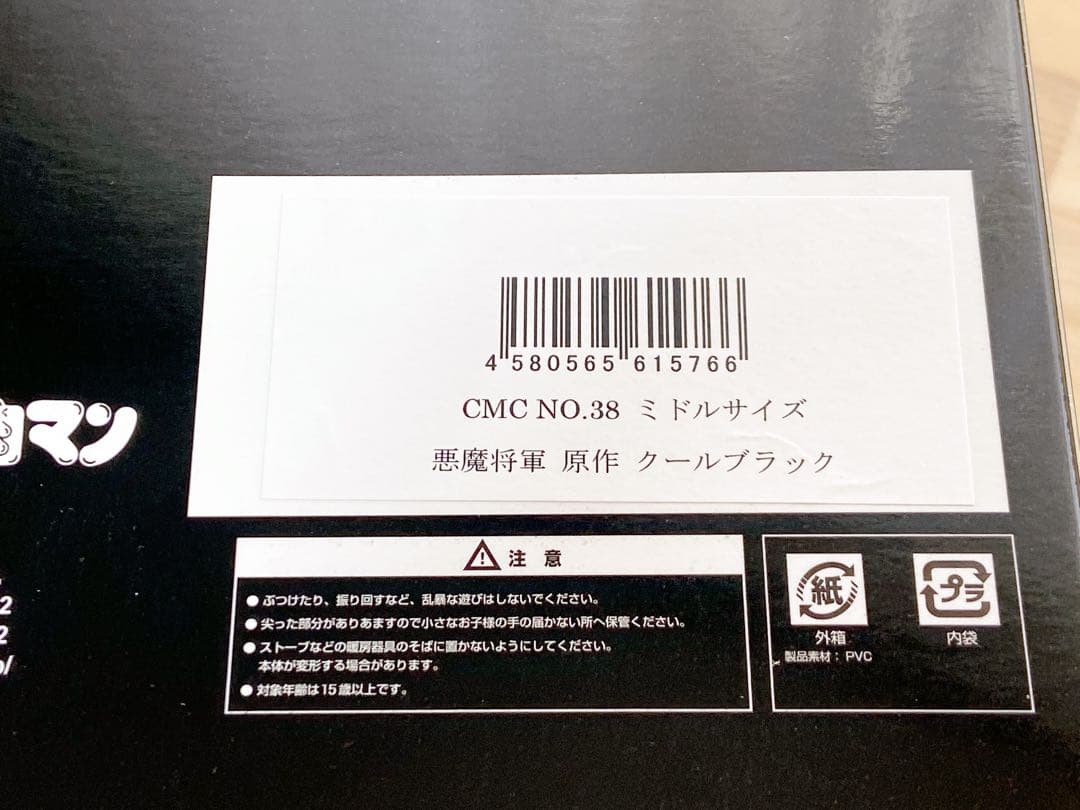 4 580565 615766
CMC NO.38 ミドルサイズ
悪魔将軍 原作 クールブラック
マン
注 意
●ぶつけたり、振り回すなど、乱暴な遊びはしないでください。
●尖った部分がありあますので小さなお子様の手の届かない所へ保管ください。
●ストーブなどの暖房器具のそばに置かないようにしてください。
本体が変形する場合があります。
●対象年齢は15歳以上です。
紙
外箱
プラ
内袋
製品素材：PVC
2
2
p/